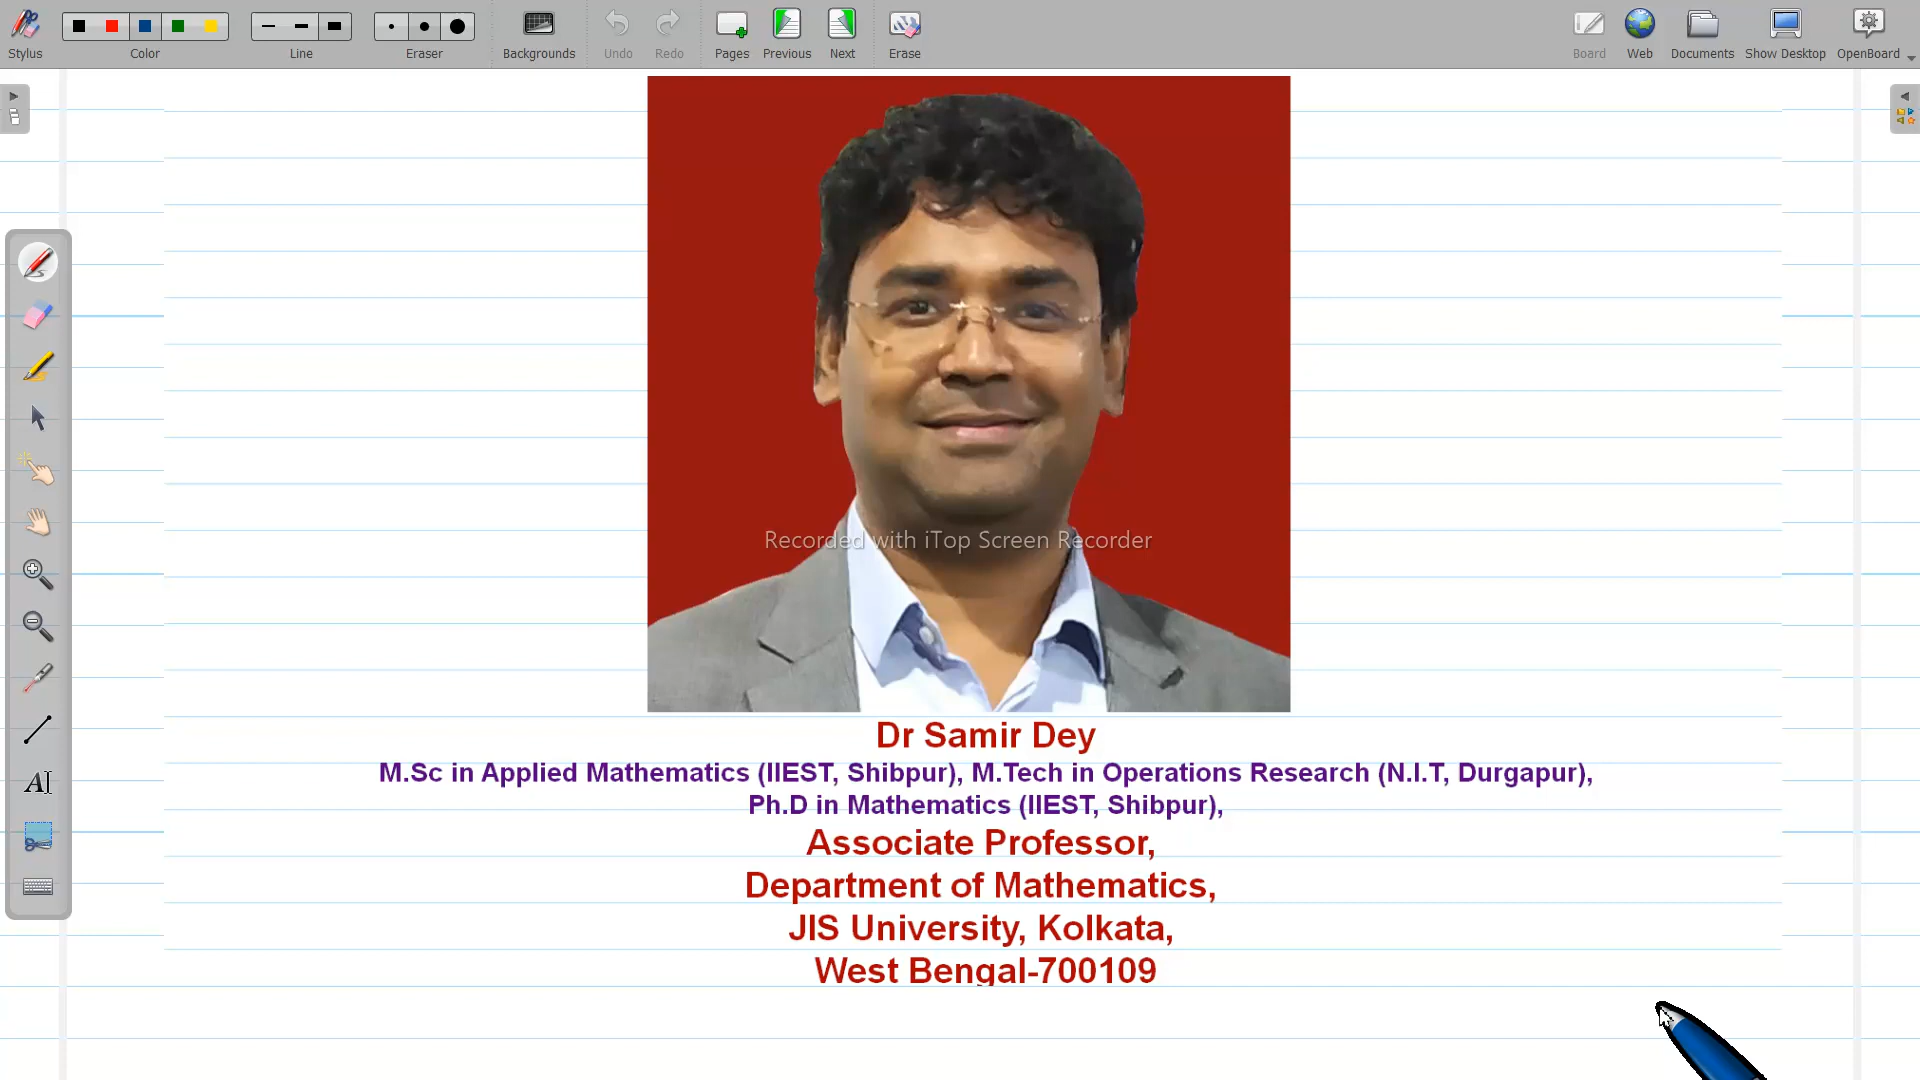 Stylus Color Line Eraser Backgrounds Undo Redo Pages Previous Next Erase Board Web Documents Show Desktop OpenBoard
Recorded with iTop Screen Recorder
Dr Samir Dey
M.Sc in Applied Mathematics (IIEST, Shibpur), M.Tech in Operations Research (N.I.T, Durgapur),
Ph.D in Mathematics (IIEST, Shibpur),
Associate Professor,
Department of Mathematics,
JIS University, Kolkata,
West Bengal-700109
AI